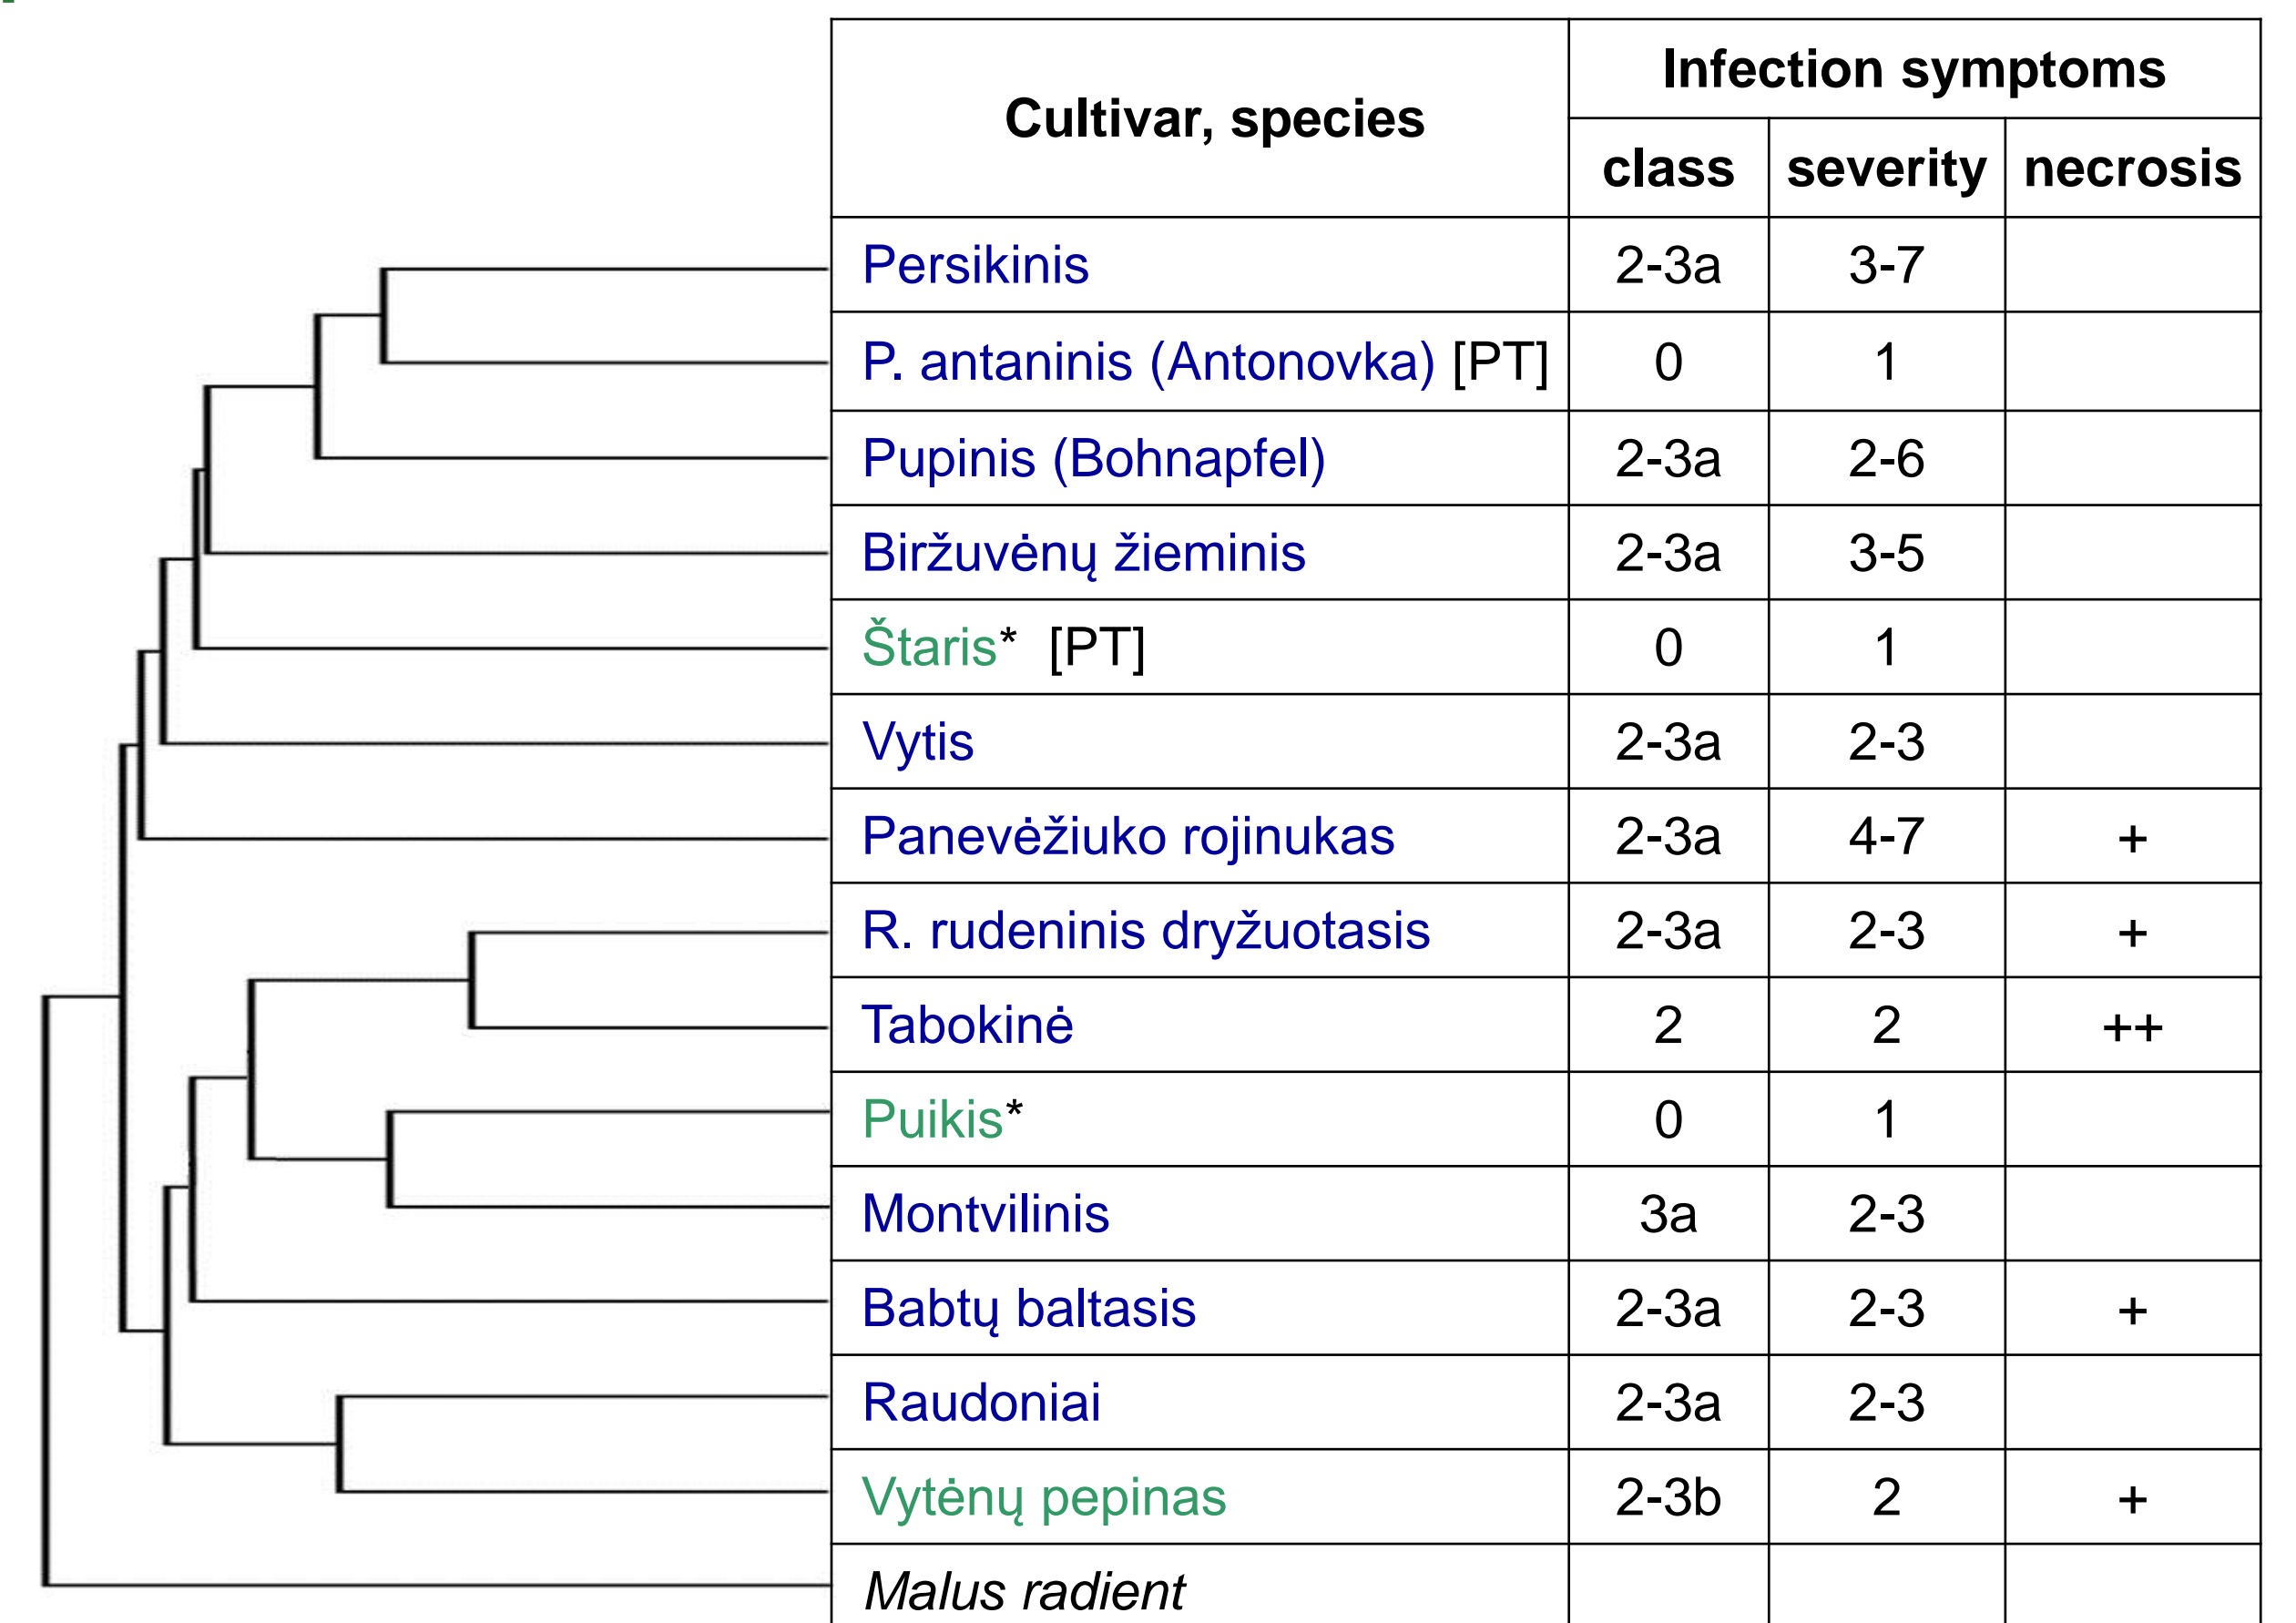 Cultivar, species Infection symptoms
class severity necrosis
Persikinis 2-3a 3-7
P. antaninis (Antonovka) [PT] 0 1
Pupinis (Bohnapfel) 2-3a 2-6
Biržuvėnų žieminis 2-3a 3-5
Štaris* [PT] 0 1
Vytis 2-3a 2-3
Panevėžiuko rojinukas 2-3a 4-7 +
R. rudeninis dryžuotasis 2-3a 2-3 +
Tabokinė 2 2 ++
Puikis* 0 1
Montvilinis 3a 2-3
Babtų baltasis 2-3a 2-3 +
Raudoniai 2-3a 2-3
Vytėnų pepinas 2-3b 2 +
Malus radient